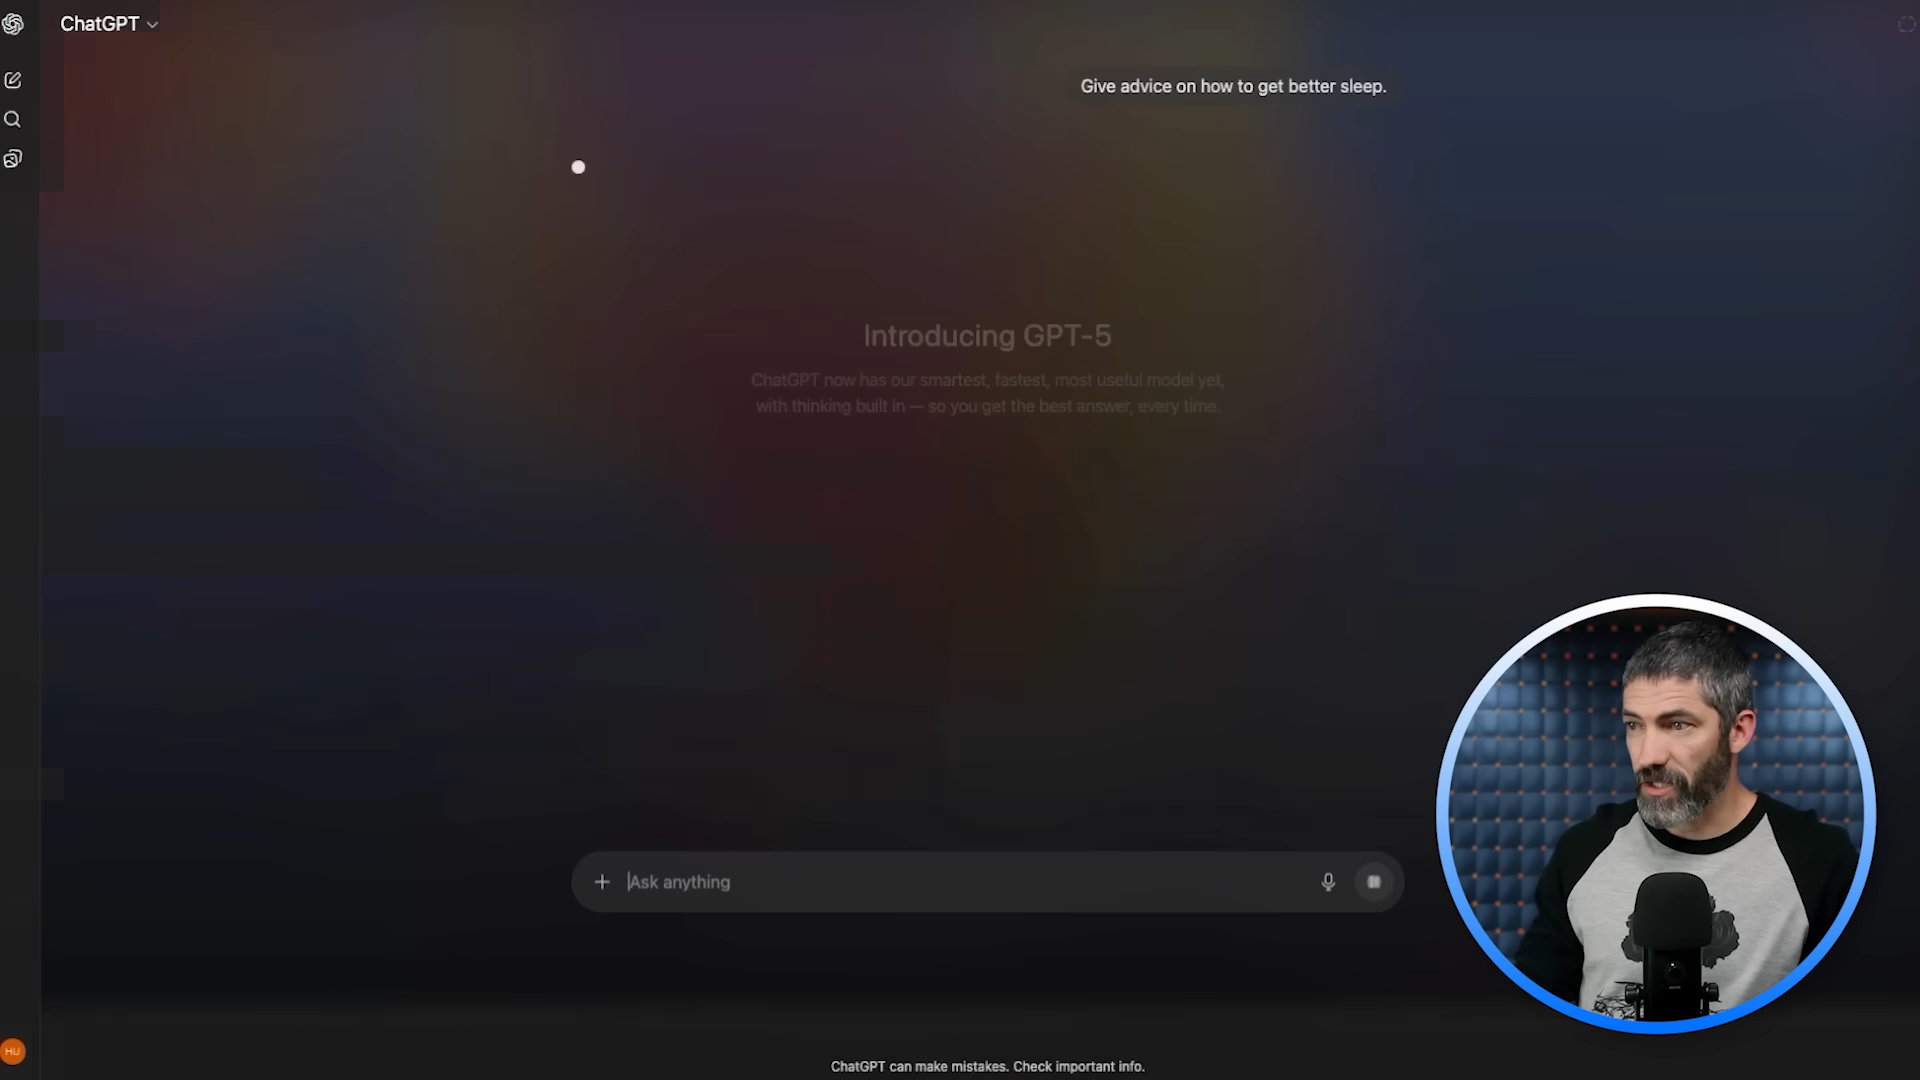 ChatGPT
Give advice on how to get better sleep.
Introducing GPT-5
ChatGPT now has our smartest, fastest, most useful model yet,
with thinking built in — so you get the best answer, every time.
Ask anything
HU
ChatGPT can make mistakes. Check important info.